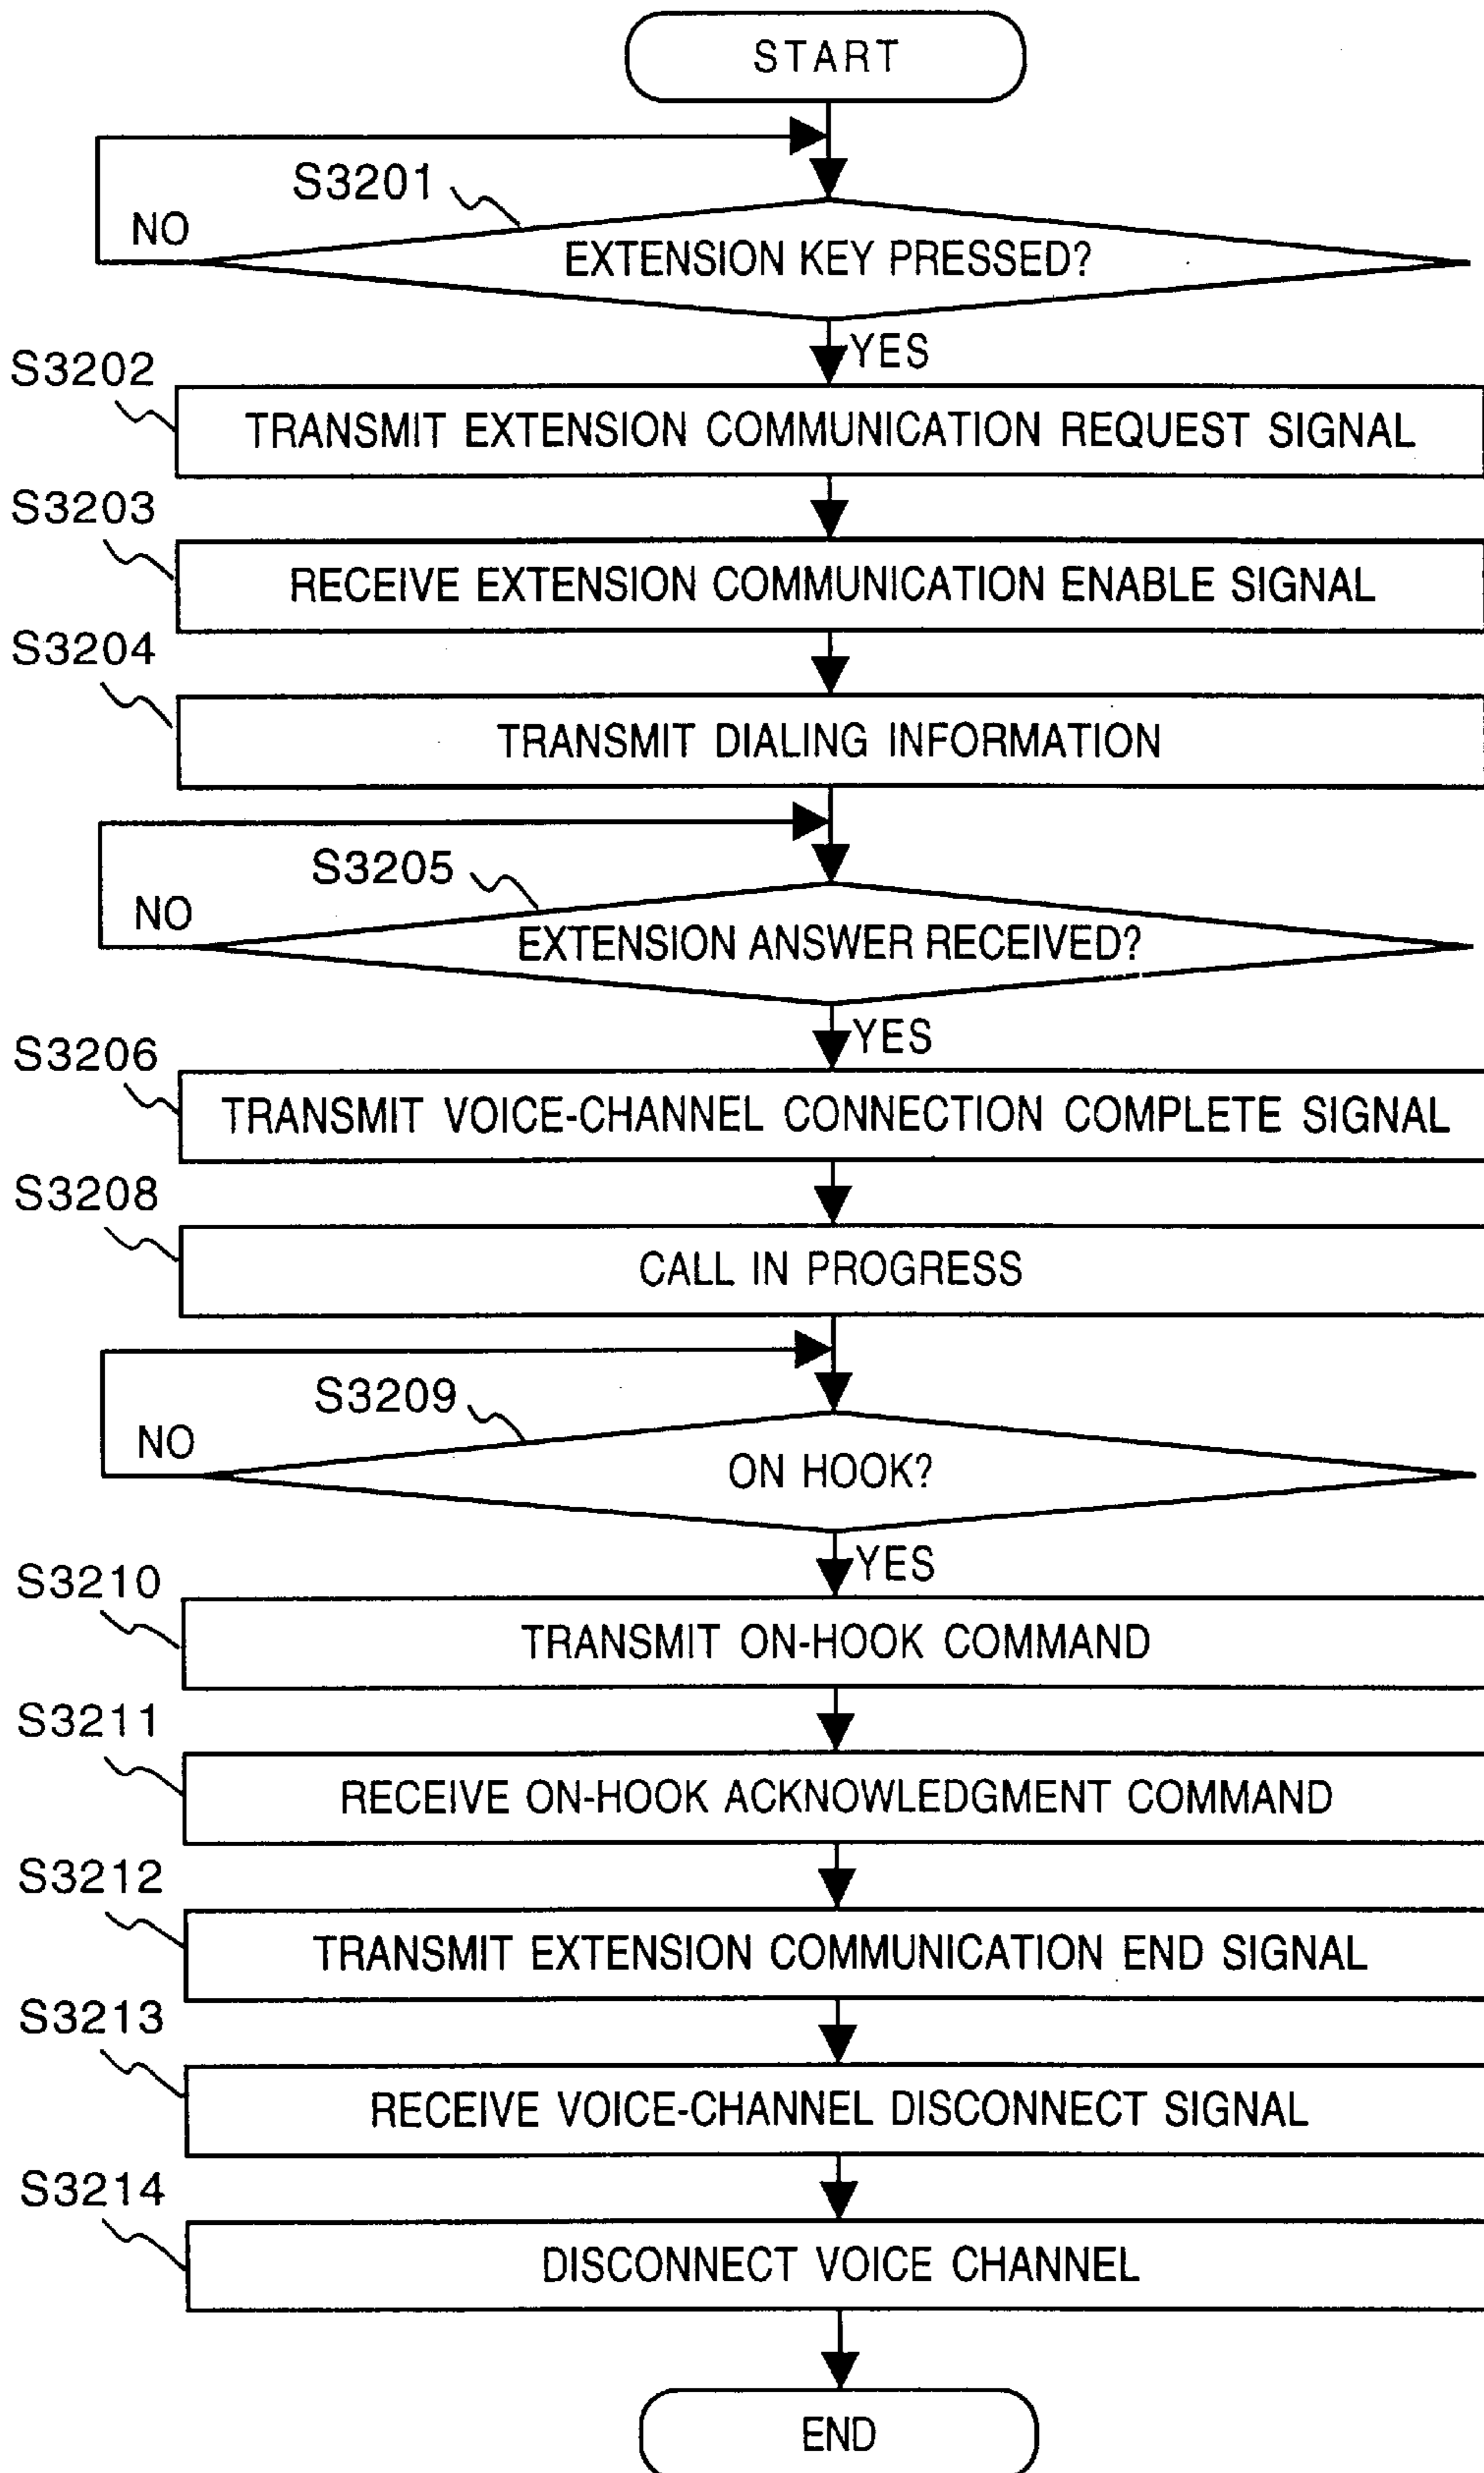 START
S3201
NO
EXTENSION KEY PRESSED?
YES
S3202
TRANSMIT EXTENSION COMMUNICATION REQUEST SIGNAL
S3203
RECEIVE EXTENSION COMMUNICATION ENABLE SIGNAL
S3204
TRANSMIT DIALING INFORMATION
S3205
NO
EXTENSION ANSWER RECEIVED?
YES
S3206
TRANSMIT VOICE-CHANNEL CONNECTION COMPLETE SIGNAL
S3208
CALL IN PROGRESS
S3209
NO
ON HOOK?
YES
S3210
TRANSMIT ON-HOOK COMMAND
S3211
RECEIVE ON-HOOK ACKNOWLEDGMENT COMMAND
S3212
TRANSMIT EXTENSION COMMUNICATION END SIGNAL
S3213
RECEIVE VOICE-CHANNEL DISCONNECT SIGNAL
S3214
DISCONNECT VOICE CHANNEL
END